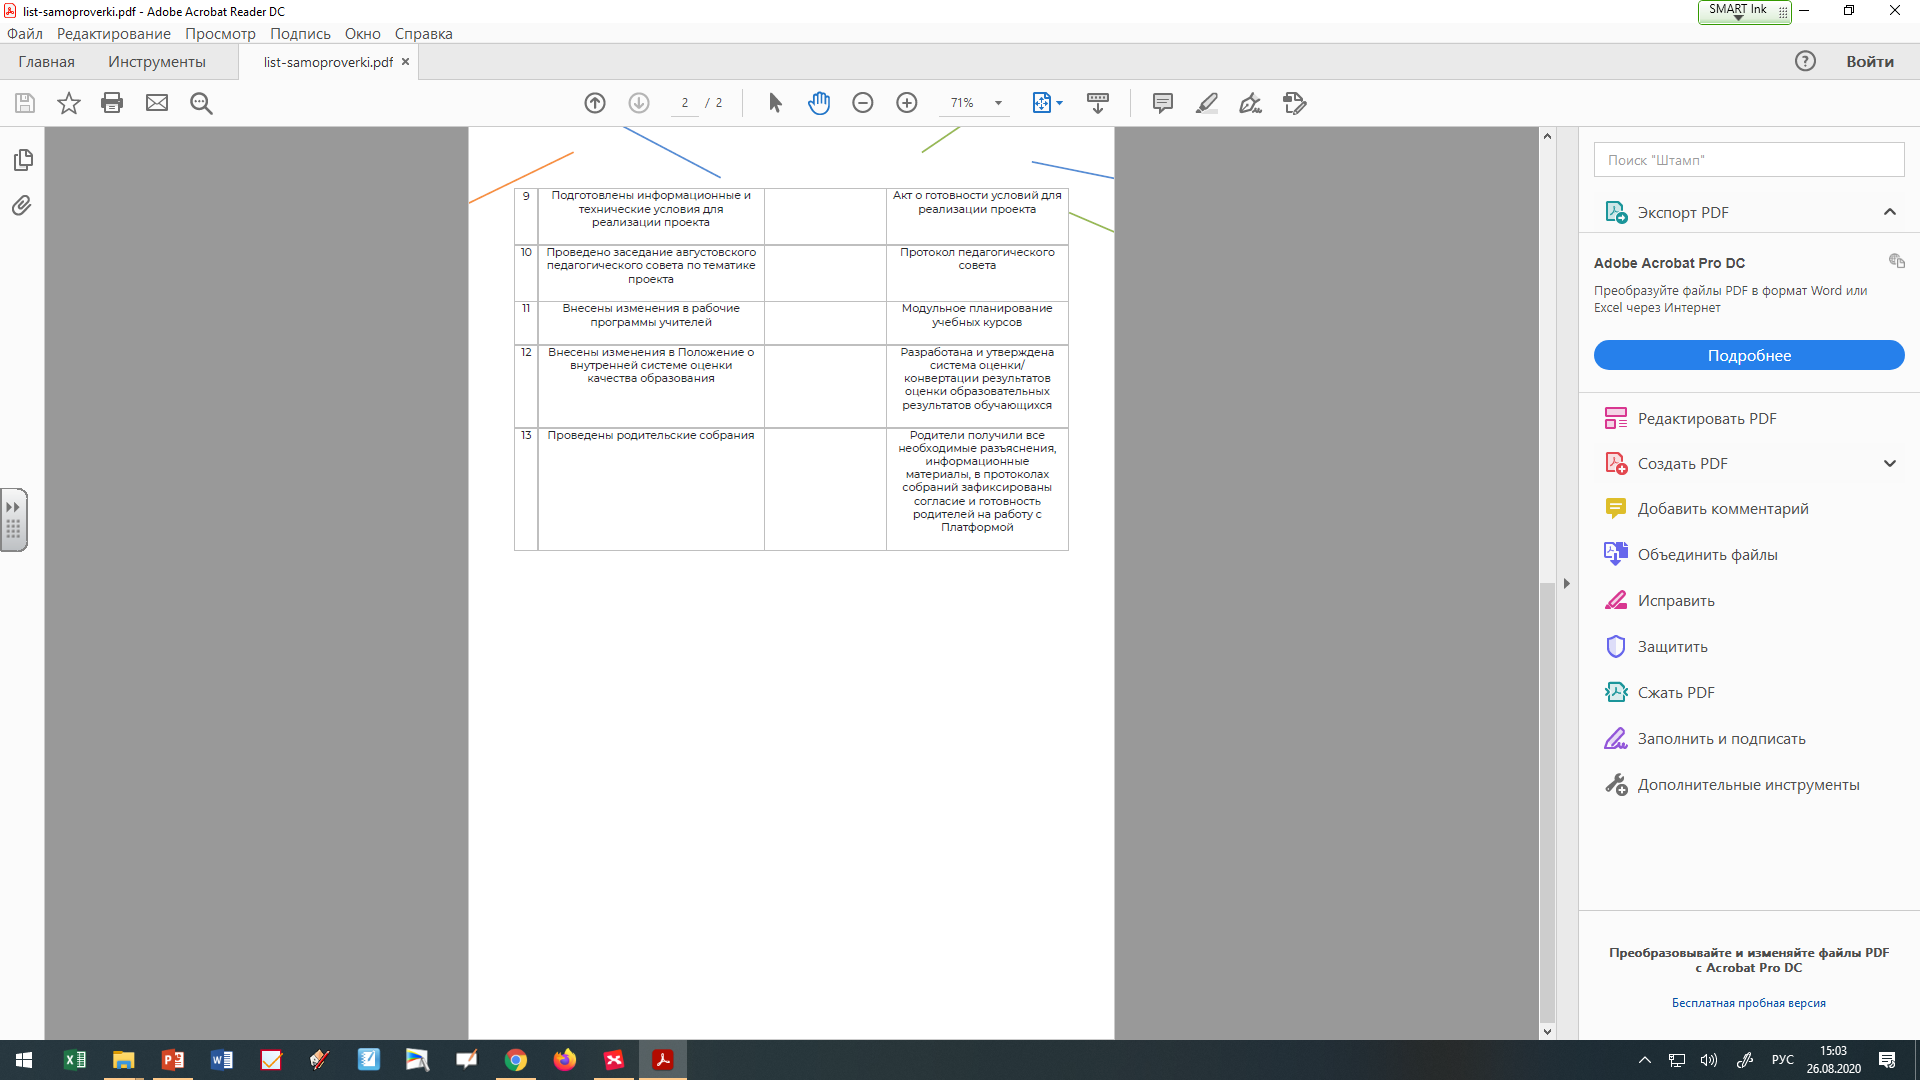 list-samoproverki.pdf - Adobe Acrobat Reader DC
SMART Ink
Файл Редактирование Просмотр Подпись Окно Справка
Главная Инструменты list-samoproverki.pdf ×
Войти
2 / 2
71%
9
Подготовлены информационные и
технические условия для
реализации проекта
Акт о готовности условий для
реализации проекта
10
Проведено заседание августовского
педагогического совета по тематике
проекта
Протокол педагогического
совета
11
Внесены изменения в рабочие
программы учителей
Модульное планирование
учебных курсов
12
Внесены изменения в Положение о
внутренней системе оценки
качества образования
Разработана и утверждена
система оценки/
конвертации результатов
оценки образовательных
результатов обучающихся
13
Проведены родительские собрания
Родители получили все
необходимые разъяснения,
информационные
материалы, в протоколах
собраний зафиксированы
согласие и готовность
родителей на работу с
Платформой
Поиск "Штамп"
Экспорт PDF
Adobe Acrobat Pro DC
Преобразуйте файлы PDF в формат Word или
Excel через Интернет
Подробнее
Редактировать PDF
Создать PDF
Добавить комментарий
Объединить файлы
Исправить
Защитить
Сжать PDF
Заполнить и подписать
Дополнительные инструменты
Преобразовывайте и изменяйте файлы PDF
с Acrobat Pro DC
Бесплатная пробная версия
РУС
15:03
26.08.2020